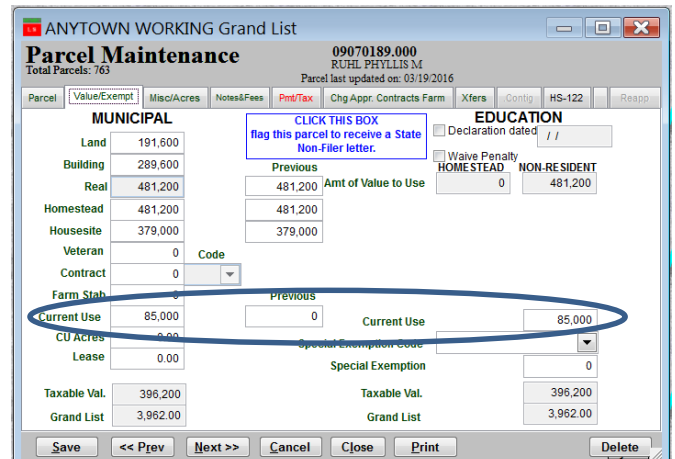 ANYTOWN WORKING Grand List
Parcel Maintenance
Total Parcels: 763
09070189.000
RUHL PHYLLIS M
Parcel last updated on: 03/19/2016
Parcel Value/Exempt Misc/Acres Notes&Fees Pmt/Tax Chg Appr. Contracts Farm Xfers Contig HS-122 Reapp
MUNICIPAL
CLICK THIS BOX
flag this parcel to receive a State
Non-Filer letter.
EDUCATION
Declaration dated / /
Waive Penalty
Land 191,600
Building 289,600 Previous HOMESTEAD NON-RESIDENT
Real 481,200 481,200 Amt of Value to Use 0 481,200
Homestead 481,200 481,200
Housesite 379,000 379,000
Veteran 0 Code
Contract 0
Farm Stab 0 Previous
Current Use 85,000 0 Current Use 85,000
CU Acres 0.00 Special Exemption Code
Lease 0.00 Special Exemption 0
Taxable Val. 396,200 Taxable Val. 396,200
Grand List 3,962.00 Grand List 3,962.00
Save << Prev Next >> Cancel Close Print Delete